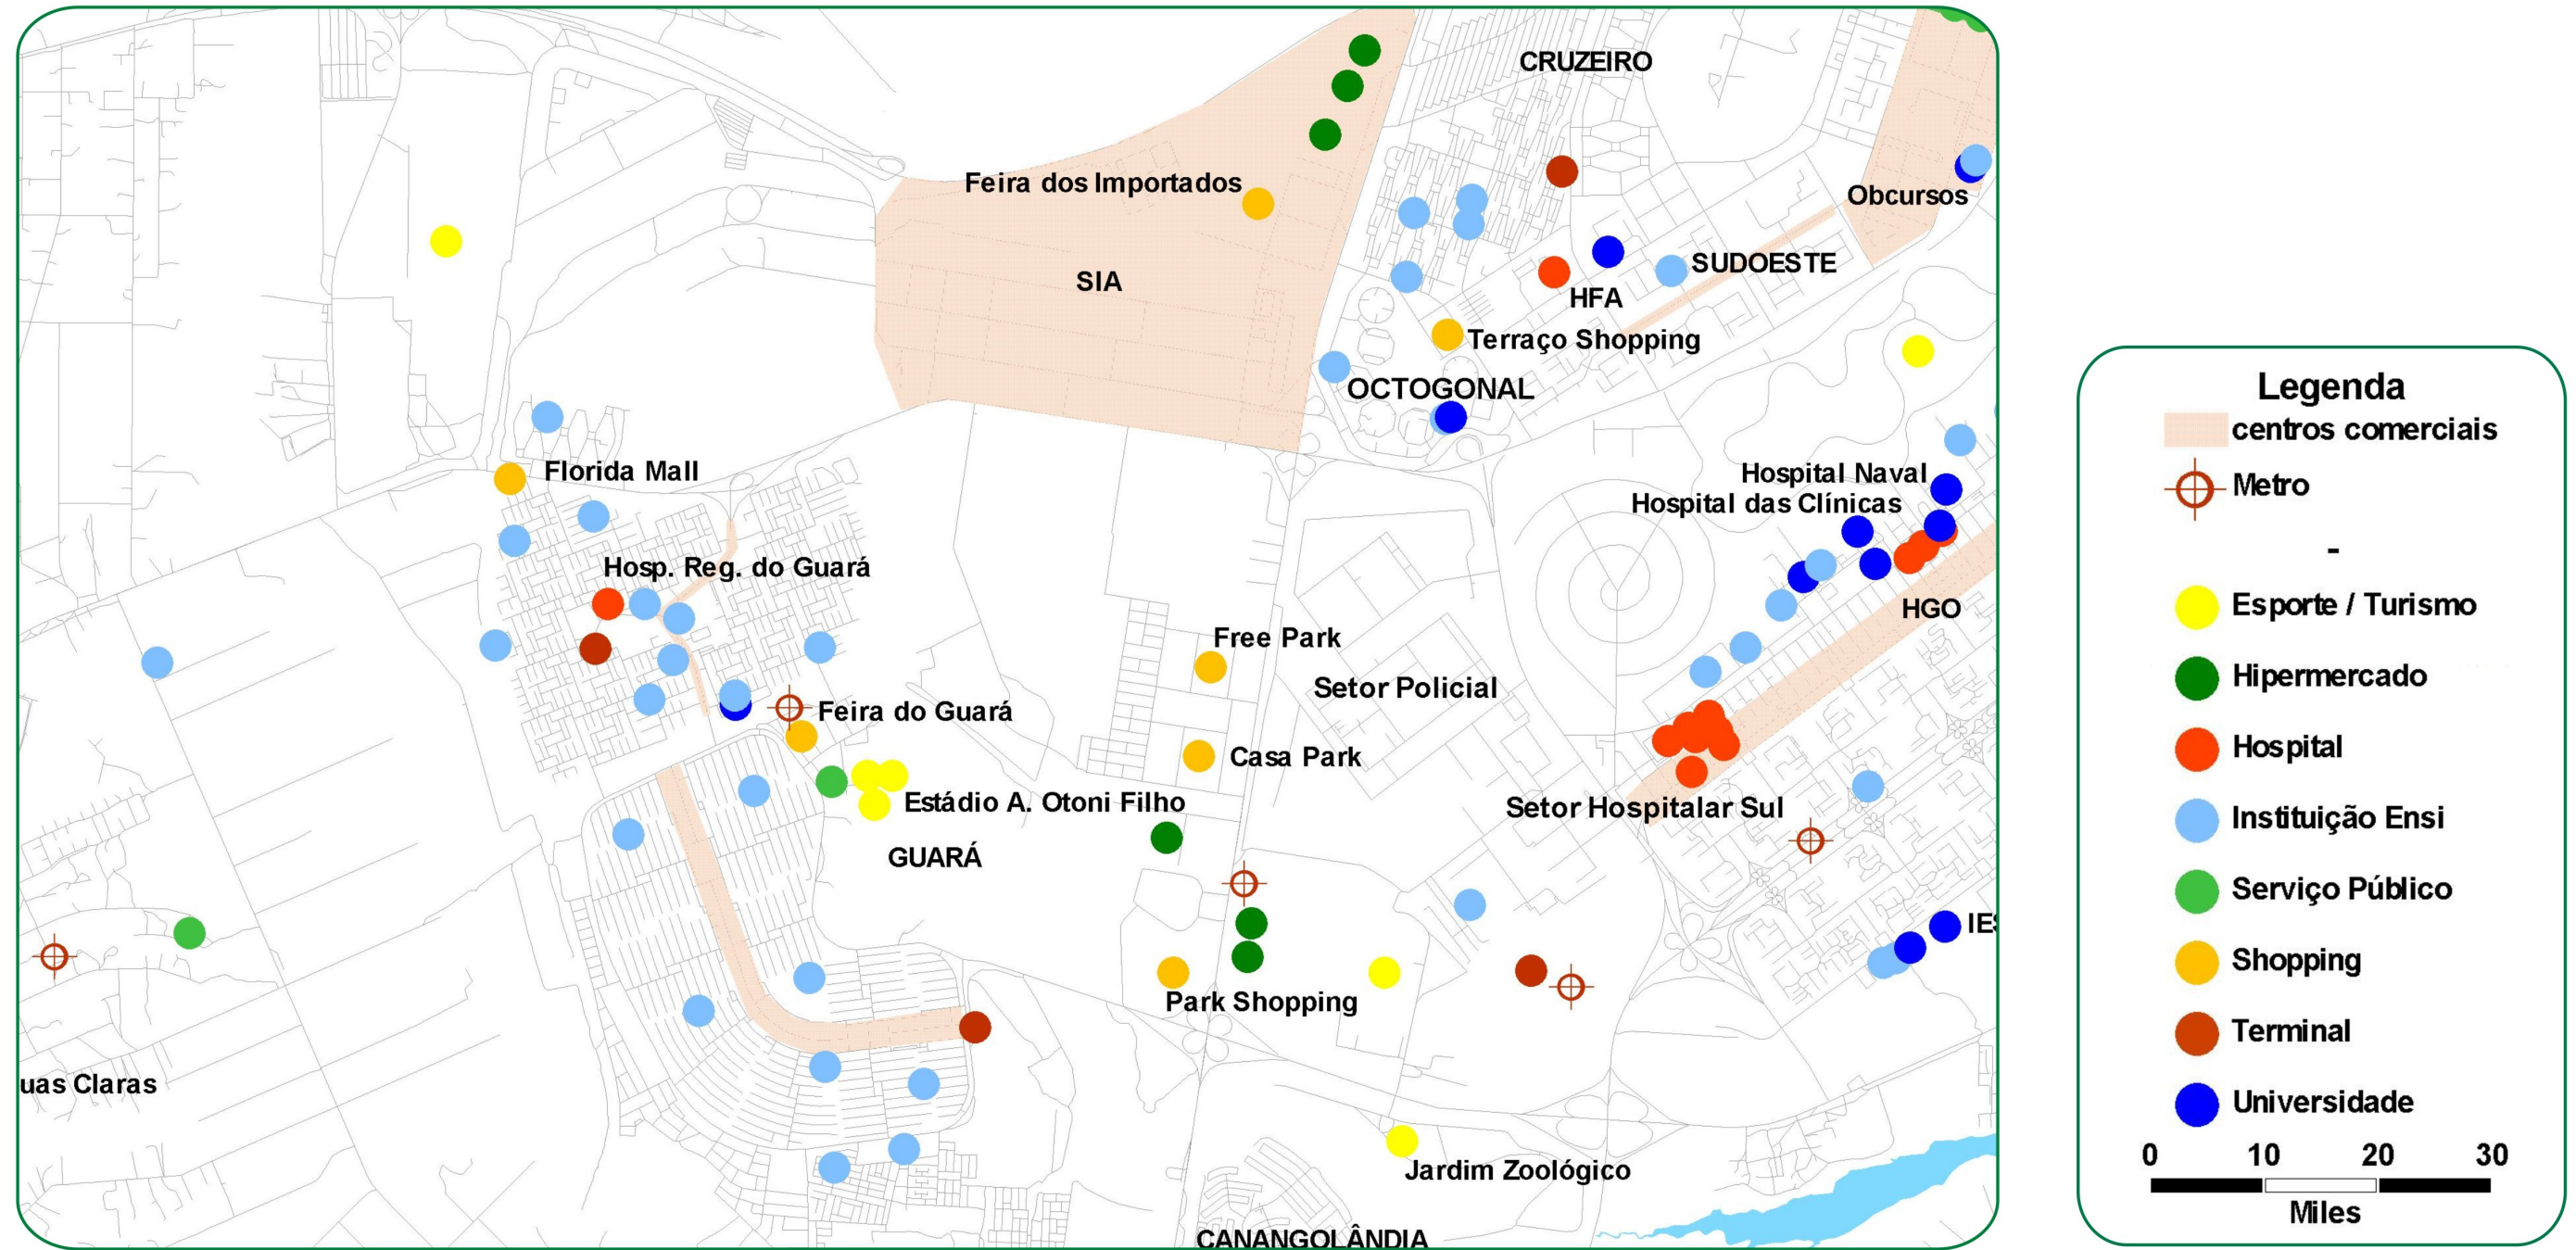 CRUZEIRO
Feira dos Importados
Obcursos
SIA
SUDOESTE
HFA
Terraço Shopping
OCTOGONAL
Florida Mall
Hospital Naval
Hospital das Clínicas
Hosp. Reg. do Guará
HGO
Free Park
Setor Policial
Feira do Guará
Casa Park
Estádio A. Otoni Filho
Setor Hospitalar Sul
GUARÁ
IES
Park Shopping
uas Claras
Jardim Zoológico
CANANGOLÂNDIA
Legenda
centros comerciais
Metro
-
Esporte / Turismo
Hipermercado
Hospital
Instituição Ensi
Serviço Público
Shopping
Terminal
Universidade
0 10 20 30
Miles